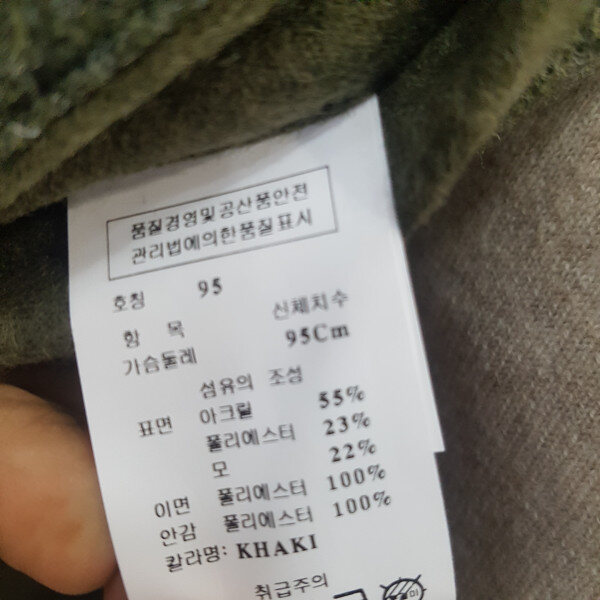 품질경영및공산품안전
관리법에의한품질표시
호칭 95
항 목 신체치수
가슴둘레 95Cm
섬유의 조성
표면 아크릴 55%
폴리에스터 23%
모 22%
이면 폴리에스터 100%
안감 폴리에스터 100%
칼라명: KHAKI
취급주의